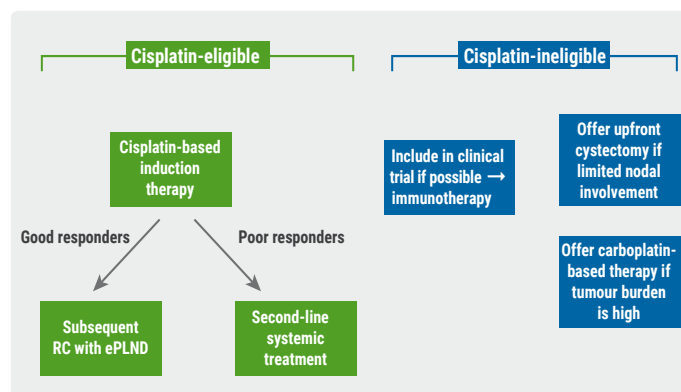 Cisplatin-eligible
Cisplatin-based
induction
therapy
Good responders
Poor responders
Subsequent
RC with ePLND
Second-line
systemic
treatment
Cisplatin-ineligible
Include in clinical
trial if possible →
immunotherapy
Offer upfront
cystectomy if
limited nodal
involvement
Offer carboplatin-
based therapy if
tumour burden
is high